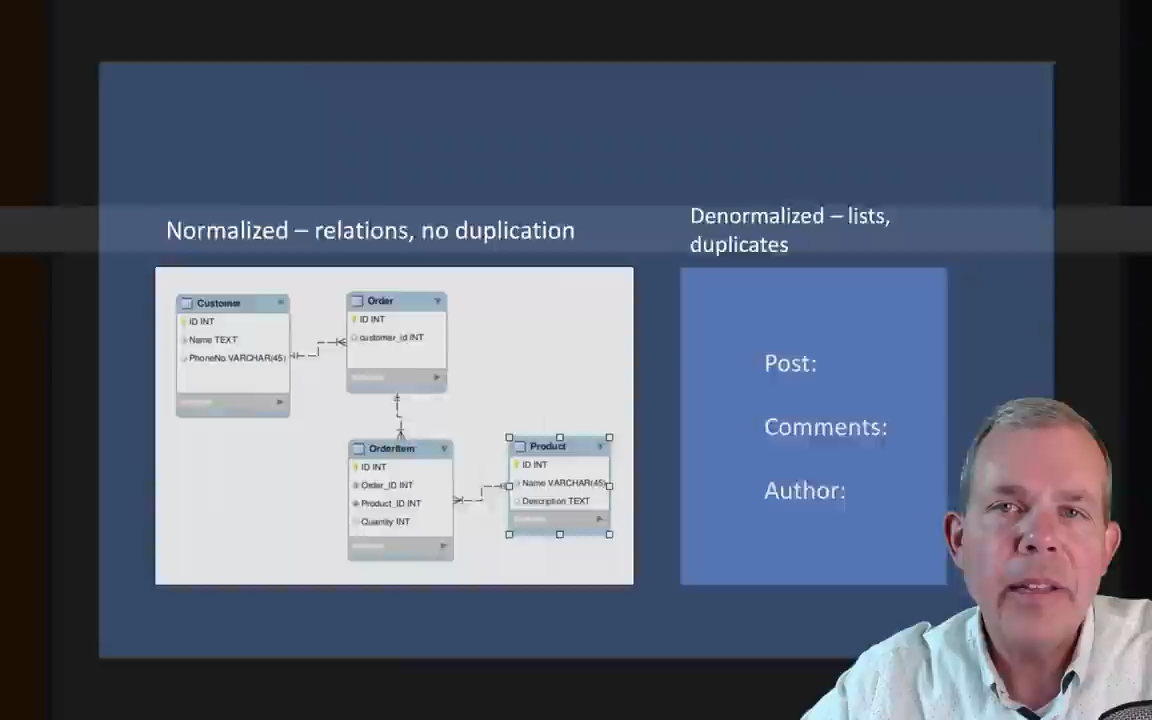 Normalized – relations, no duplication
Denormalized – lists,
duplicates
Customer
ID INT
Name TEXT
PhoneNo VARCHAR(45)
Order
ID INT
customer_id INT
OrderItem
ID INT
Order_ID INT
Product_ID INT
Quantity INT
Product
ID INT
Name VARCHAR(45)
Description TEXT
Post:
Comments:
Author: